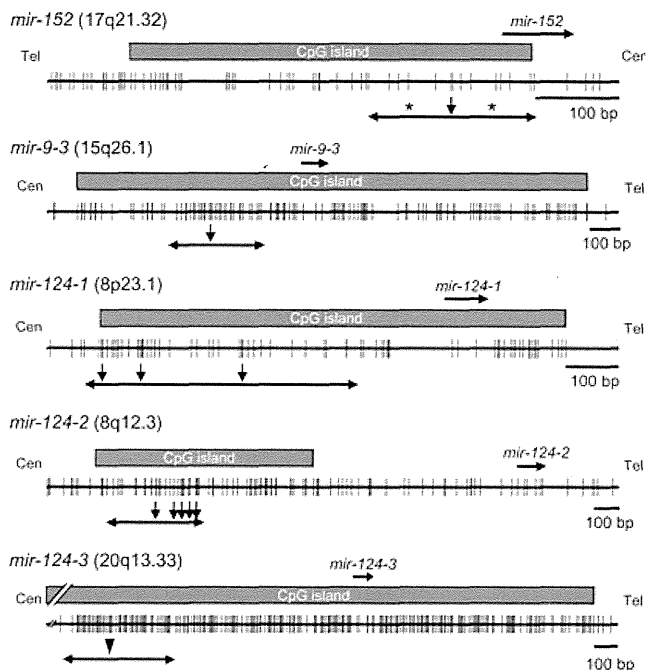 mir-152 (17q21.32)
mir-152
Tel
CpG island
Cen
* *
100 bp
mir-9-3 (15q26.1)
mir-9-3
Cen
CpG island
Tel
100 bp
mir-124-1 (8p23.1)
mir-124-1
Cen
CpG island
Tel
100 bp
mir-124-2 (8q12.3)
Cen
CpG island
mir-124-2
Tel
100 bp
mir-124-3 (20q13.33)
mir-124-3
Cen
CpG island
Tel
100 bp